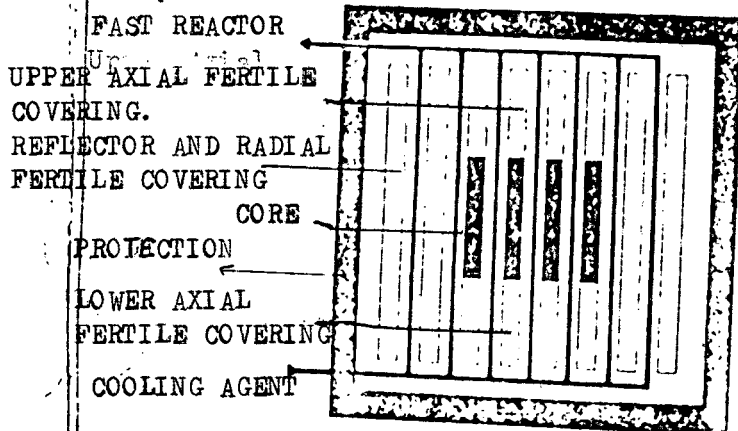 FAST REACTOR
UPPER AXIAL FERTILE
COVERING.
REFLECTOR AND RADIAL
FERTILE COVERING
CORE
PROTECTION
LOWER AXIAL
FERTILE COVERING
COOLING AGENT